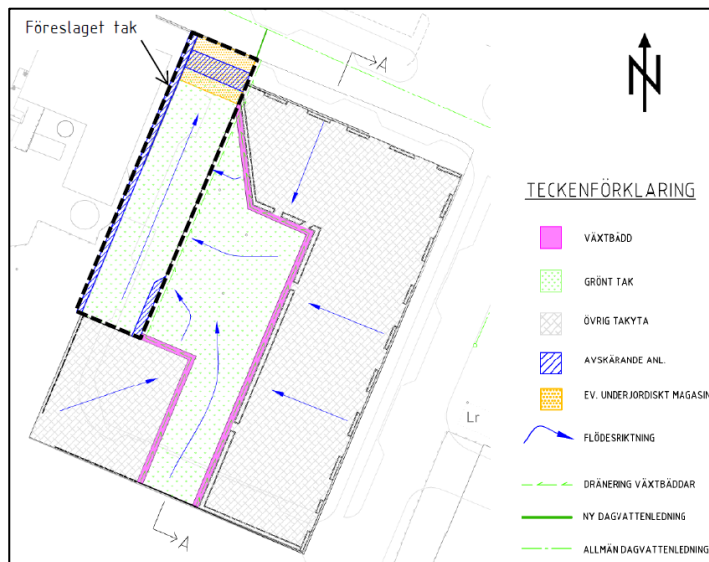 Föreslaget tak
A
N
TECKENFÖRKLARING
VÄXTBÄDD
GRÖNT TAK
ÖVRIG TAKYTA
AVSKÄRANDE ANL.
EV. UNDERJORDISKT MAGASIN
FLÖDESRIKTNING
Lr
DRÄNERING VÄXTBÄDDAR
NY DAGVATTENLEDNING
ALLMÄN DAGVATTENLEDNING
A